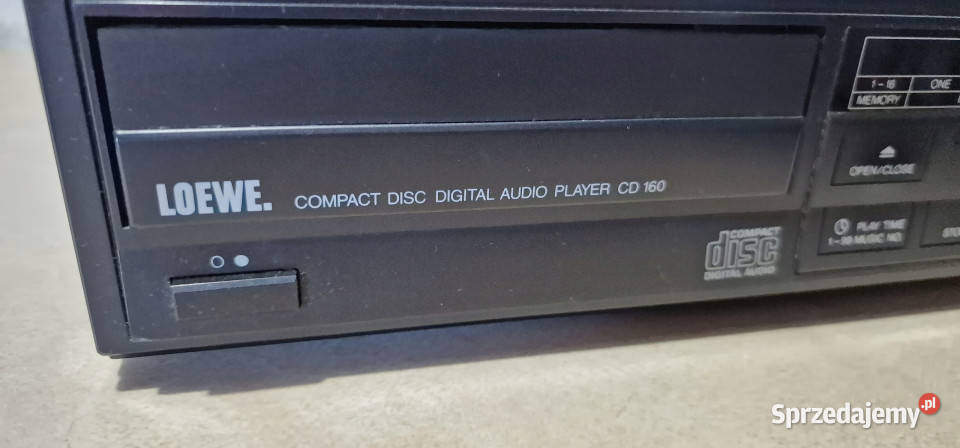 1-16 ONE
MEMORY
OPEN/CLOSE
LOEWE. COMPACT DISC DIGITAL AUDIO PLAYER CD 160
PLAY TIME
1-99 MUSIC NO.
COMPACT
disc
DIGITAL AUDIO
Sprzedajemy.pl